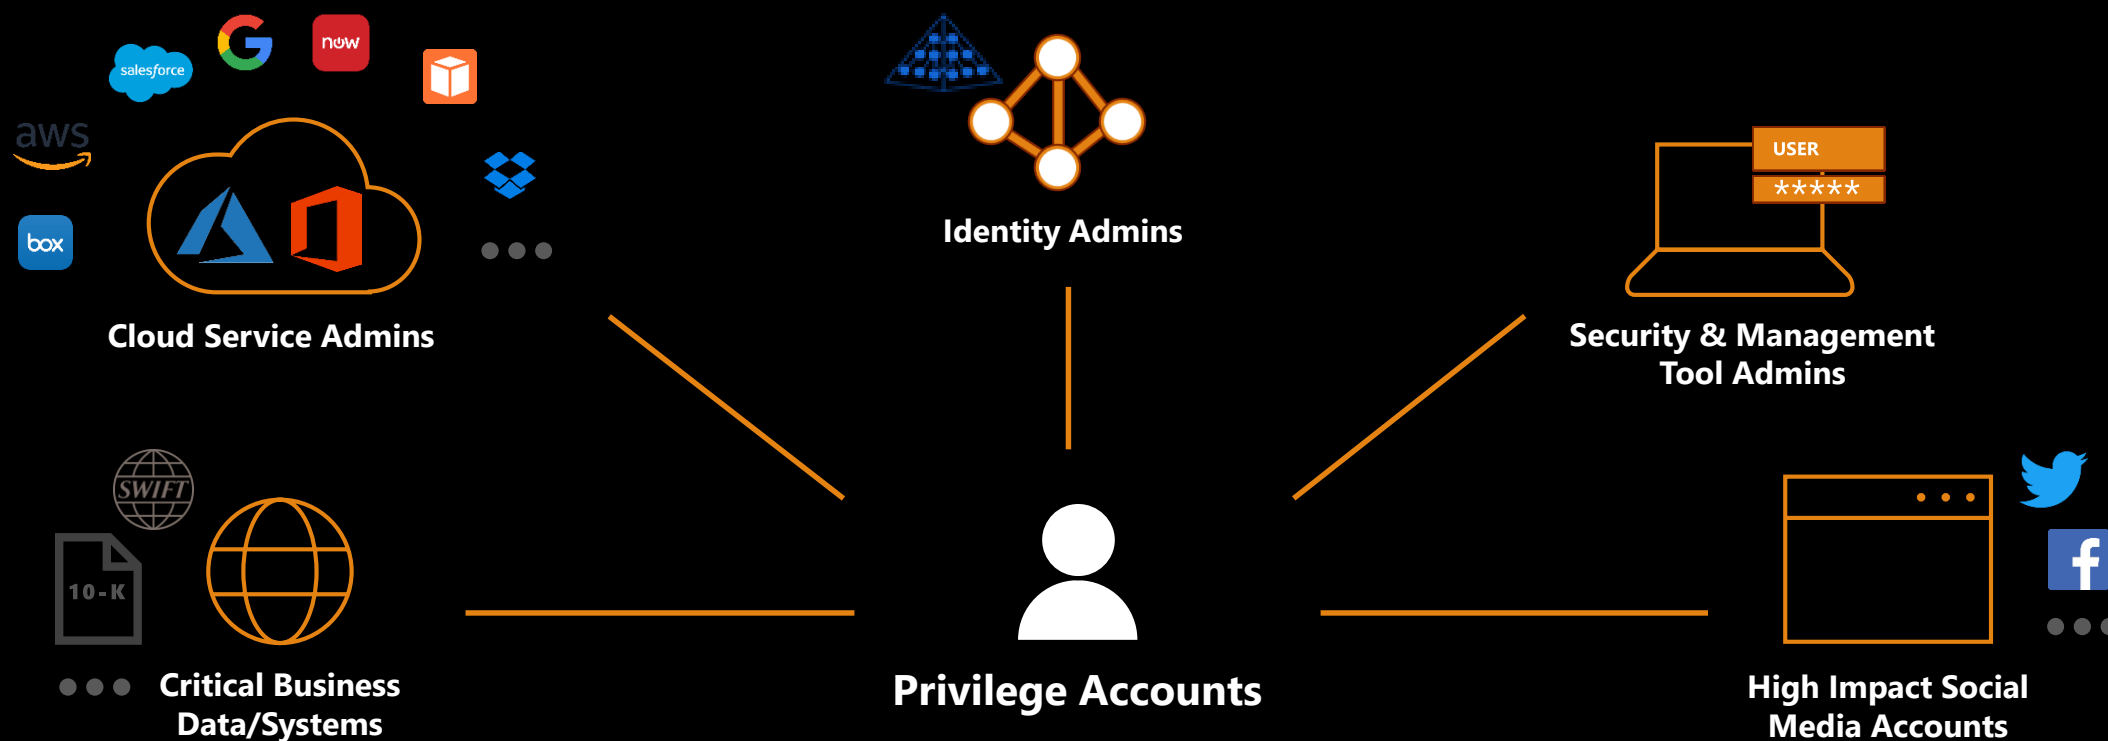 salesforce
now
aws
box
Cloud Service Admins
Identity Admins
USER
*****
Security & Management
Tool Admins
SWIFT
10-K
Critical Business
Data/Systems
Privilege Accounts
High Impact Social
Media Accounts